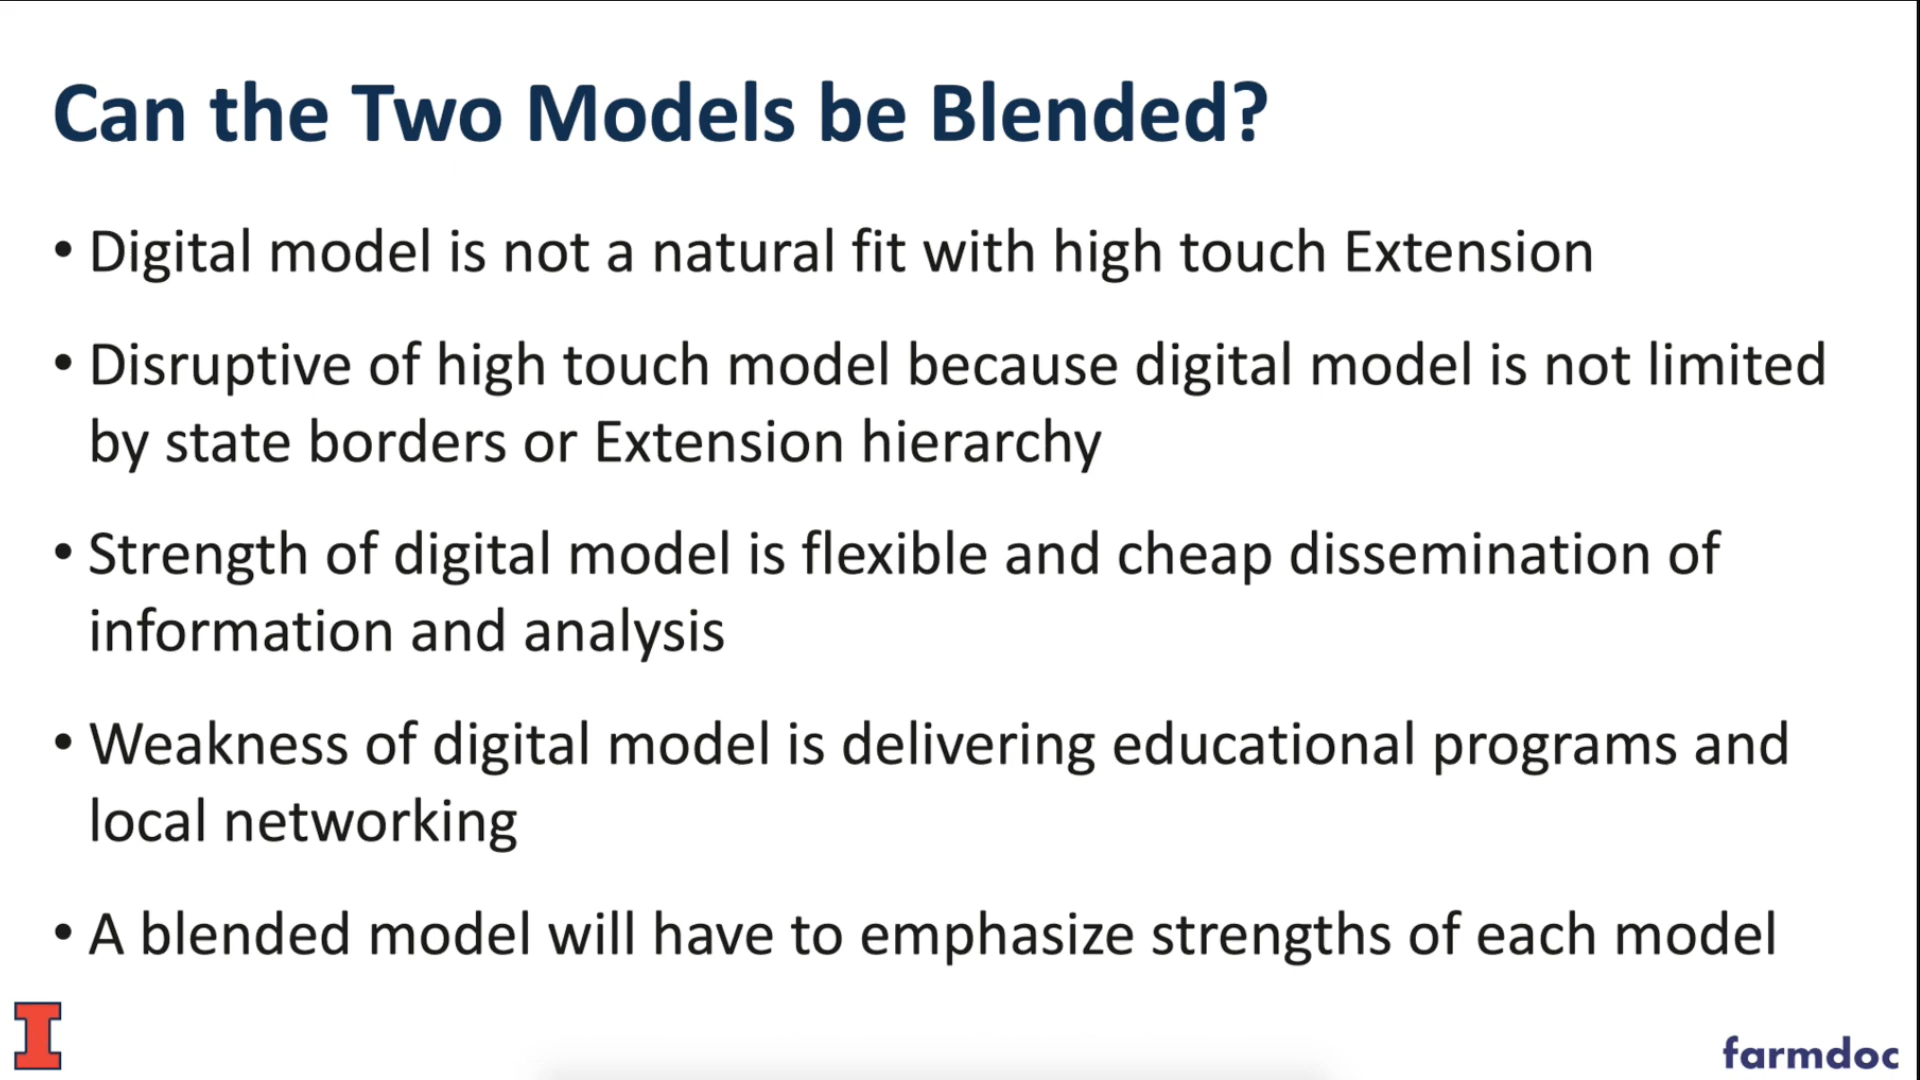 Can the Two Models be Blended?
• Digital model is not a natural fit with high touch Extension
• Disruptive of high touch model because digital model is not limited
by state borders or Extension hierarchy
• Strength of digital model is flexible and cheap dissemination of
information and analysis
• Weakness of digital model is delivering educational programs and
local networking
• A blended model will have to emphasize strengths of each model
I
farmdoc